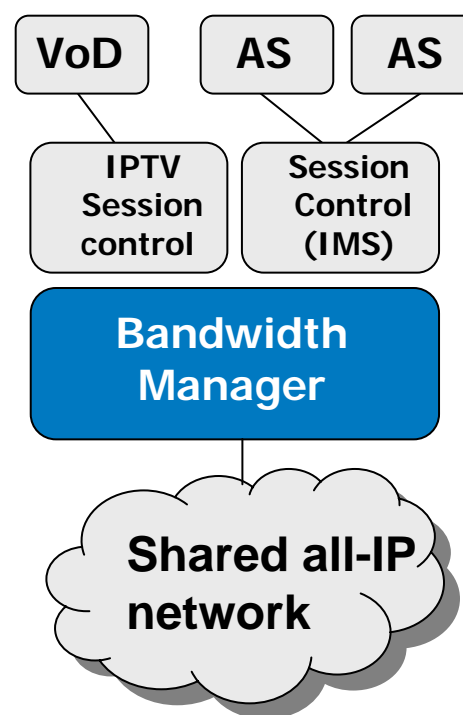 VoD
AS
AS
IPTV
Session
control
Session
Control
(IMS)
Bandwidth
Manager
Shared all-IP
network